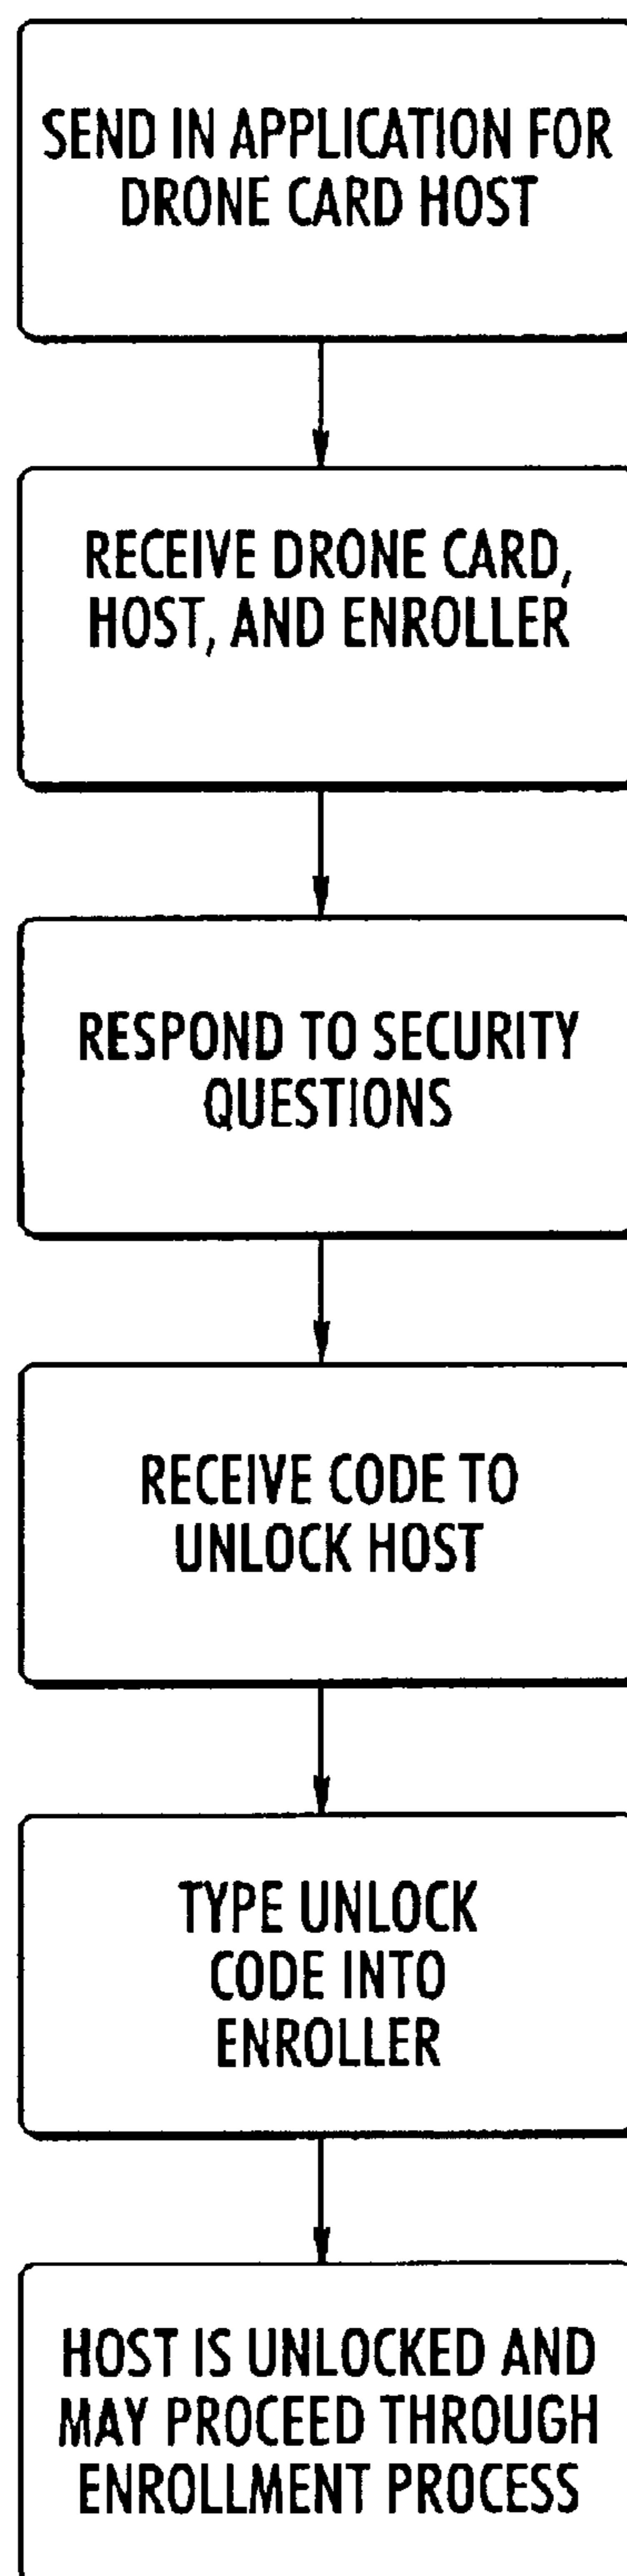 SEND IN APPLICATION FOR
DRONE CARD HOST
RECEIVE DRONE CARD,
HOST, AND ENROLLER
RESPOND TO SECURITY
QUESTIONS
RECEIVE CODE TO
UNLOCK HOST
TYPE UNLOCK
CODE INTO
ENROLLER
HOST IS UNLOCKED AND
MAY PROCEED THROUGH
ENROLLMENT PROCESS